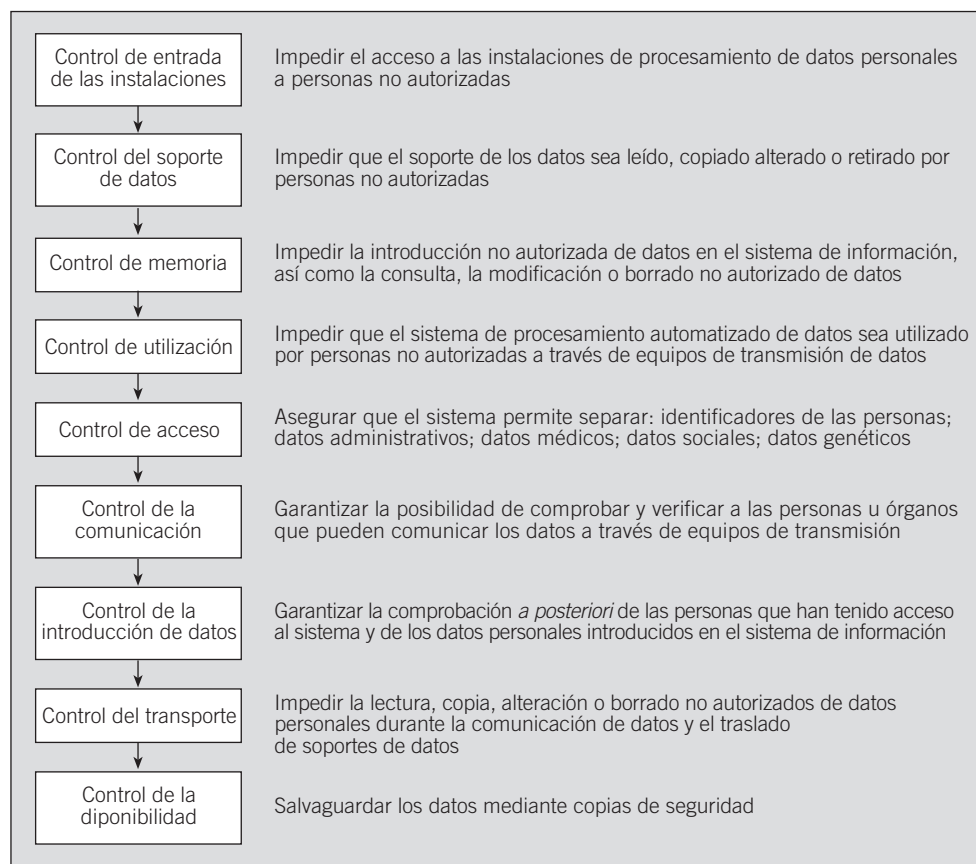 Control de entrada
de las instalaciones
Impedir el acceso a las instalaciones de procesamiento de datos personales
a personas no autorizadas
Control del soporte
de datos
Impedir que el soporte de los datos sea leído, copiado alterado o retirado por
personas no autorizadas
Control de memoria
Impedir la introducción no autorizada de datos en el sistema de información,
así como la consulta, la modificación o borrado no autorizado de datos
Control de utilización
Impedir que el sistema de procesamiento automatizado de datos sea utilizado
por personas no autorizadas a través de equipos de transmisión de datos
Control de acceso
Asegurar que el sistema permite separar: identificadores de las personas;
datos administrativos; datos médicos; datos sociales; datos genéticos
Control de la
comunicación
Garantizar la posibilidad de comprobar y verificar a las personas u órganos
que pueden comunicar los datos a través de equipos de transmisión
Control de la
introducción de datos
Garantizar la comprobación a posteriori de las personas que han tenido acceso
al sistema y de los datos personales introducidos en el sistema de información
Control del transporte
Impedir la lectura, copia, alteración o borrado no autorizados de datos
personales durante la comunicación de datos y el traslado
de soportes de datos
Control de la
diponibilidad
Salvaguardar los datos mediante copias de seguridad